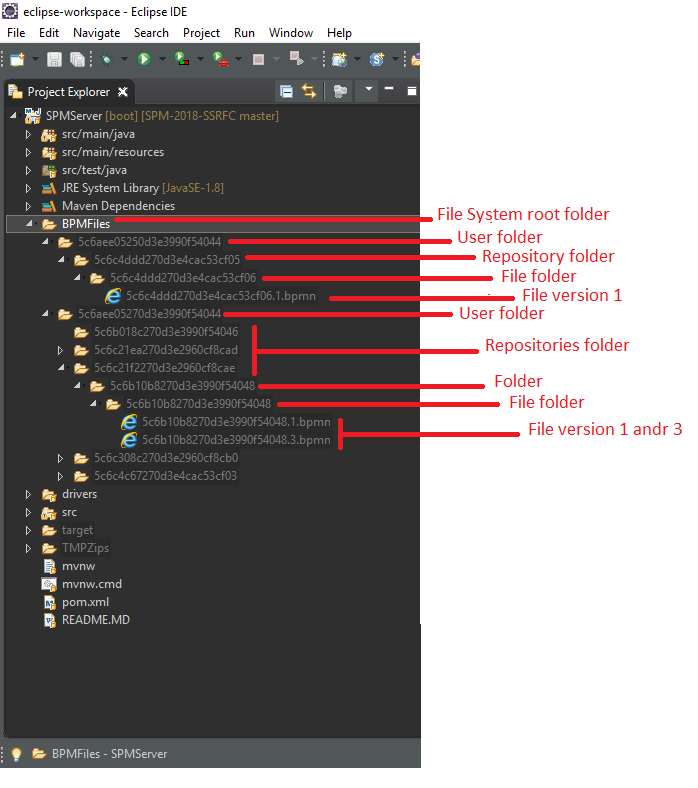 eclipse-workspace - Eclipse IDE
File Edit Navigate Search Project Run Window Help
Project Explorer
SPMServer [boot] [SPM-2018-SSRFC master]
src/main/java
src/main/resources
src/test/java
JRE System Library [JavaSE-1.8]
Maven Dependencies
BPMFiles File System root folder
5c6aee05250d3e3990f54044 User folder
5c6c4ddd270d3e4cac53cf05 Repository folder
5c6c4ddd270d3e4cac53cf06 File folder
5c6c4ddd270d3e4cac53cf06.1.bpmn File version 1
5c6aee05270d3e3990f54044 User folder
5c6b018c270d3e3990f54046
5c6c21ea270d3e2960cf8cad Repositories folder
5c6c21f2270d3e2960cf8cae
5c6b10b8270d3e3990f54048 Folder
5c6b10b8270d3e3990f54048 File folder
5c6b10b8270d3e3990f54048.1.bpmn
5c6b10b8270d3e3990f54048.3.bpmn File version 1 andr 3
5c6c308c270d3e2960cf8cb0
5c6c4c67270d3e4cac53cf03
drivers
src
target
TMPZips
mvnw
mvnw.cmd
pom.xml
README.MD
BPMFiles - SPMServer